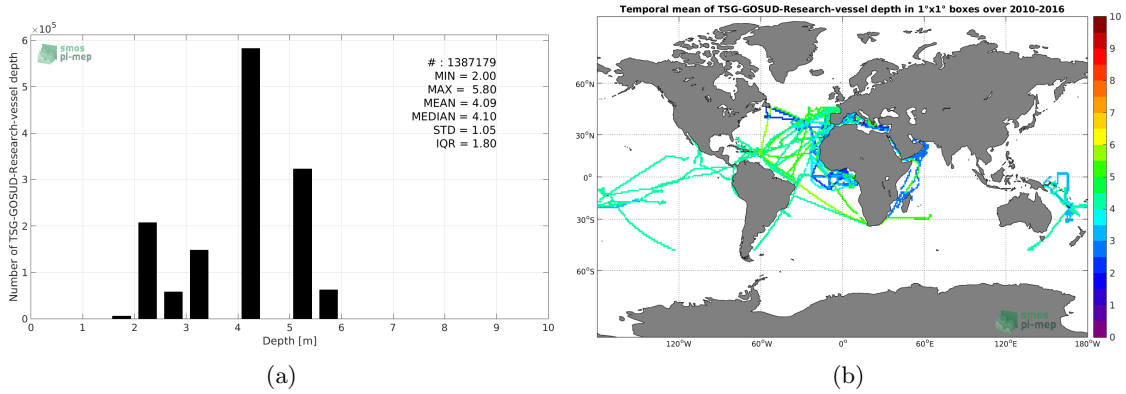 ×10⁵
smos
pi-mep
# : 1387179
MIN = 2.00
MAX = 5.80
MEAN = 4.09
MEDIAN = 4.10
STD = 1.05
IQR = 1.80
Number of TSG-GOSUD-Research-vessel depth
6
5
4
3
2
1
0
0 1 2 3 4 5 6 7 8 9 10
Depth [m]
(a)
Temporal mean of TSG-GOSUD-Research-vessel depth in 1°x1° boxes over 2010-2016
60°N
30°N
0°
30°S
60°S
120°W 60°W 0° 60°E 120°E 180°W
smos
pi-mep
10
9
8
7
6
5
4
3
2
1
0
(b)